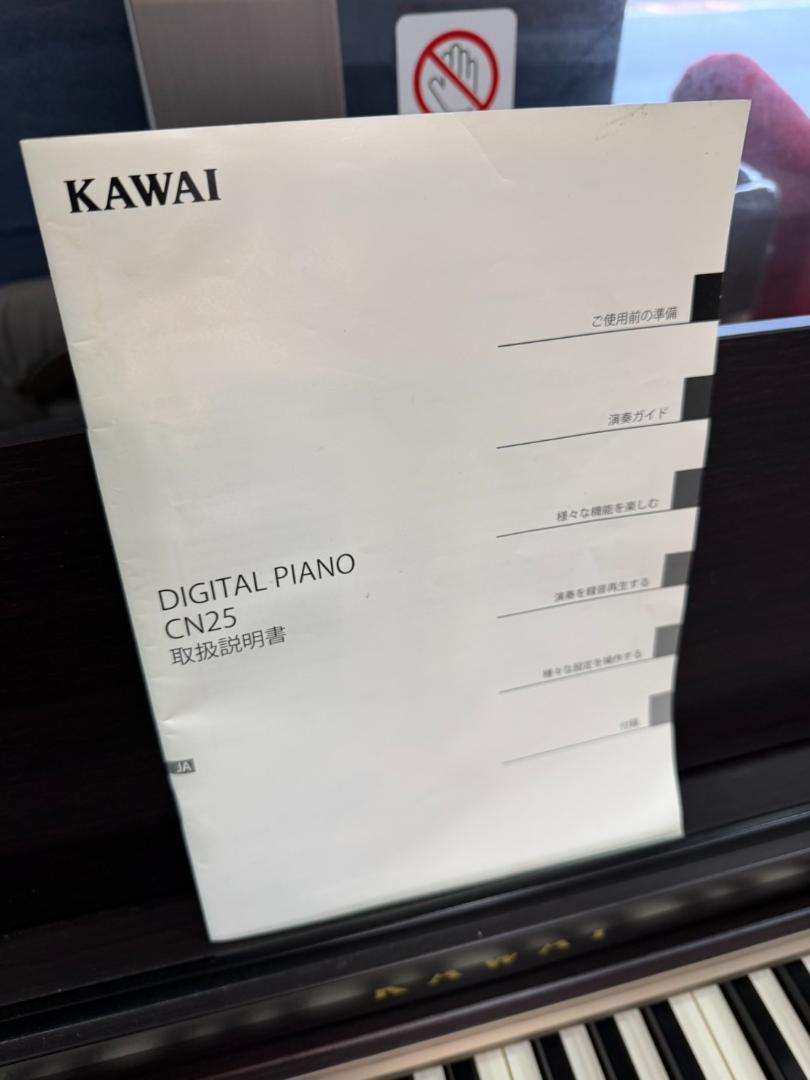 KAWAI
ご使用前の準備
演奏ガイド
様々な機能を楽しむ
演奏を録音再生する
様々な設定を操作する
付録
DIGITAL PIANO
CN25
取扱説明書
JA
KAWAI